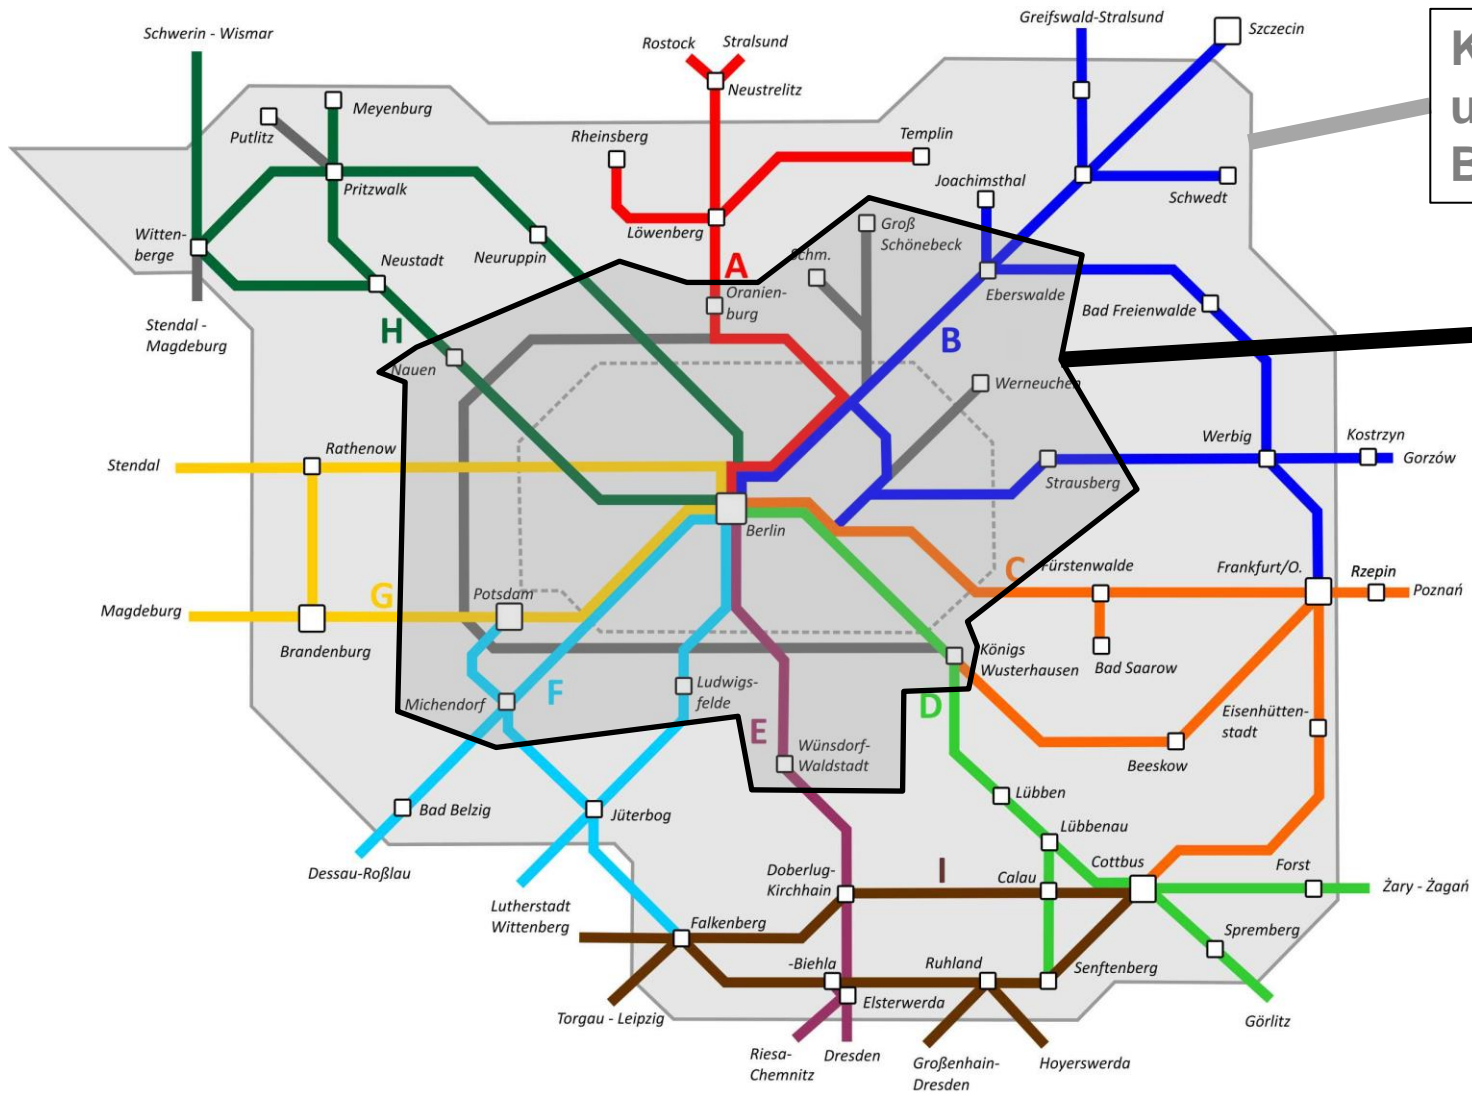 Schwerin - Wismar
Rostock
Stralsund
Greifswald-Stralsund
Szczecin
K
u
B
Neustrelitz
Meyenburg
Putlitz
Rheinsberg
Templin
Joachimsthal
Schwedt
Pritzwalk
Löwenberg
Groß
Schönebeck
Witten-
berge
Neustadt
Neuruppin
Schm.
A
Oranien-
burg
Eberswalde
Bad Freienwalde
Stendal -
Magdeburg
H
Nauen
B
Werneuchen
Rathenow
Stendal
Werbig
Kostrzyn
Gorzów
Strausberg
Berlin
C
Fürstenwalde
Frankfurt/O.
Rzepin
Poznań
Magdeburg
G
Potsdam
Brandenburg
Königs
Wusterhausen
Bad Saarow
Michendorf
F
Ludwigs-
felde
D
Eisenhütten-
stadt
E
Wünsdorf-
Waldstadt
Beeskow
Bad Belzig
Jüterbog
Lübben
Lübbenau
Dessau-Roßlau
Doberlug-
Kirchhain
I
Calau
Cottbus
Forst
Żary - Żagań
Lutherstadt
Wittenberg
Falkenberg
Spremberg
-Biehla
Ruhland
Senftenberg
Elsterwerda
Torgau - Leipzig
Görlitz
Riesa-
Chemnitz
Dresden
Großenhain-
Dresden
Hoyerswerda